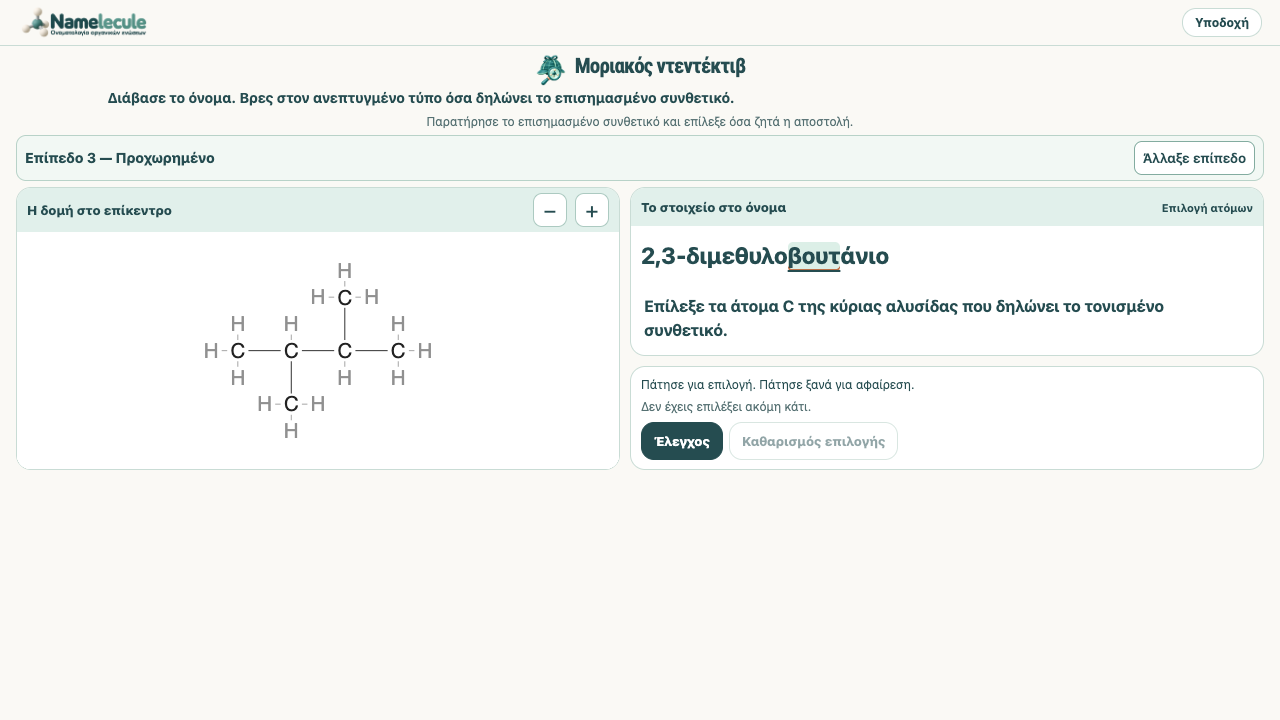 Namelecule
Ονοματολογία οργανικών ενώσεων
Υποδοχή
Μοριακός ντεντέκτιβ
Διάβασε το όνομα. Βρες στον ανεπτυγμένο τύπο όσα δηλώνει το επισημασμένο συνθετικό.
Παρατήρησε το επισημασμένο συνθετικό και επίλεξε όσα ζητά η αποστολή.
Επίπεδο 3 — Προχωρημένο
Άλλαξε επίπεδο
Η δομή στο επίκεντρο
− +
H
H C H
H H H
H C C C C H
H H H
H C H
H
Το στοιχείο στο όνομα
Επιλογή ατόμων
2,3-διμεθυλοβουτάνιο
Επίλεξε τα άτομα C της κύριας αλυσίδας που δηλώνει το τονισμένο
συνθετικό.
Πάτησε για επιλογή. Πάτησε ξανά για αφαίρεση.
Δεν έχεις επιλέξει ακόμη κάτι.
Έλεγχος
Καθαρισμός επιλογής